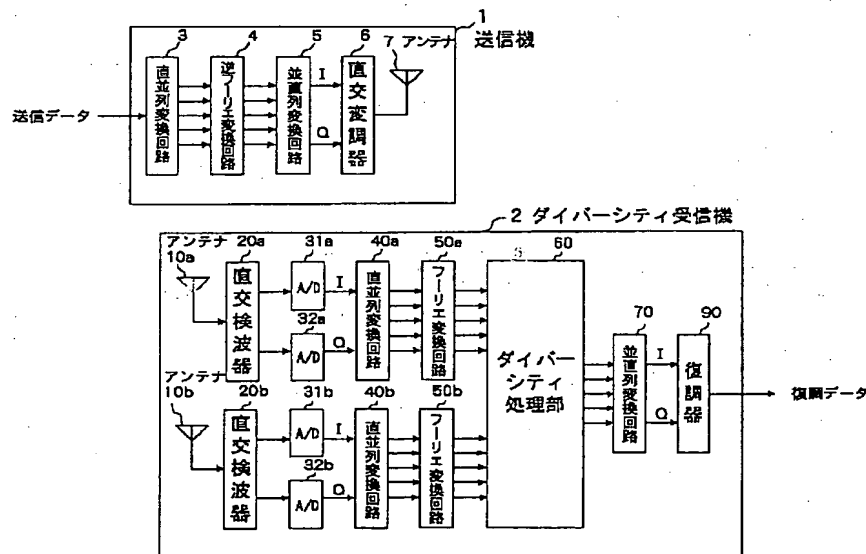 1
送信機
3
4
5
6
7 アンテナ
送信データ
直並列変換回路
逆フーリエ変換回路
並直列変換回路
I
Q
直交変調器
2 ダイバーシティ受信機
アンテナ
10a
20a
31a
40a
50a
60
直交検波器
A/D
I
32a
A/D
Q
直並列変換回路
フーリエ変換回路
ダイバーシティ処理部
70
90
並直列変換回路
I
Q
復調器
復調データ
アンテナ
10b
20b
31b
40b
50b
直交検波器
A/D
I
32b
A/D
Q
直並列変換回路
フーリエ変換回路